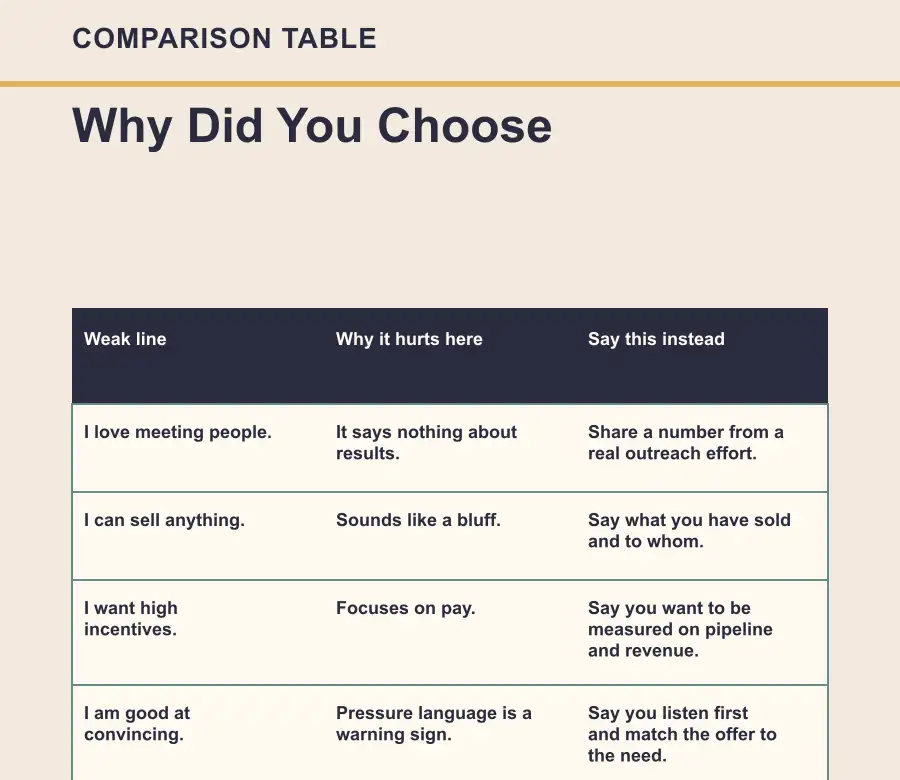 COMPARISON TABLE
Why Did You Choose
Weak line
Why it hurts here
Say this instead
I love meeting people.
It says nothing about
results.
Share a number from a
real outreach effort.
I can sell anything.
Sounds like a bluff.
Say what you have sold
and to whom.
I want high
incentives.
Focuses on pay.
Say you want to be
measured on pipeline
and revenue.
I am good at
convincing.
Pressure language is a
warning sign.
Say you listen first
and match the offer to
the need.